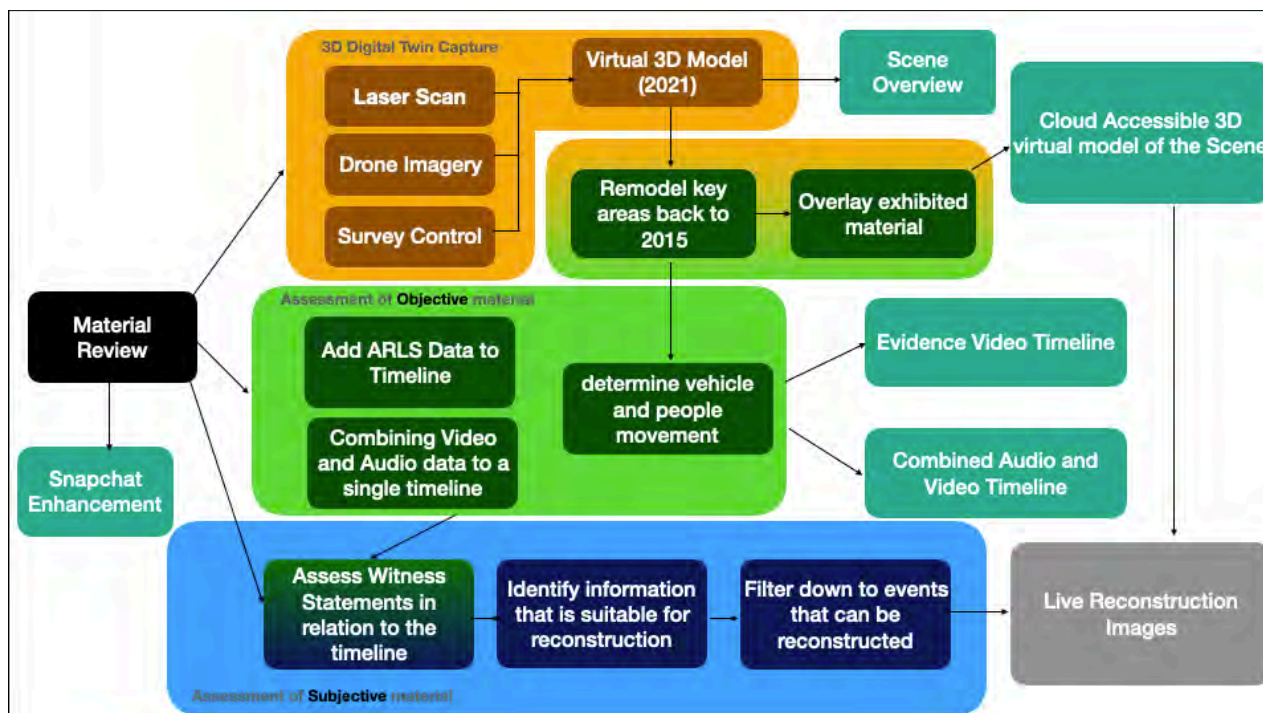 3D Digital Twin Capture
Laser Scan
Drone Imagery
Survey Control
Virtual 3D Model
(2021)
Scene
Overview
Cloud Accessible 3D
virtual model of the Scene
Remodel key
areas back to
2015
Overlay exhibited
material
Material
Review
Snapchat
Enhancement
Assessment of Objective material
Add ARLS Data to
Timeline
Combining Video
and Audio data to a
single timeline
determine vehicle
and people
movement
Evidence Video Timeline
Combined Audio and
Video Timeline
Assess Witness
Statements in
relation to the
timeline
Identify information
that is suitable for
reconstruction
Filter down to events
that can be
reconstructed
Live Reconstruction
Images
Assessment of Subjective material